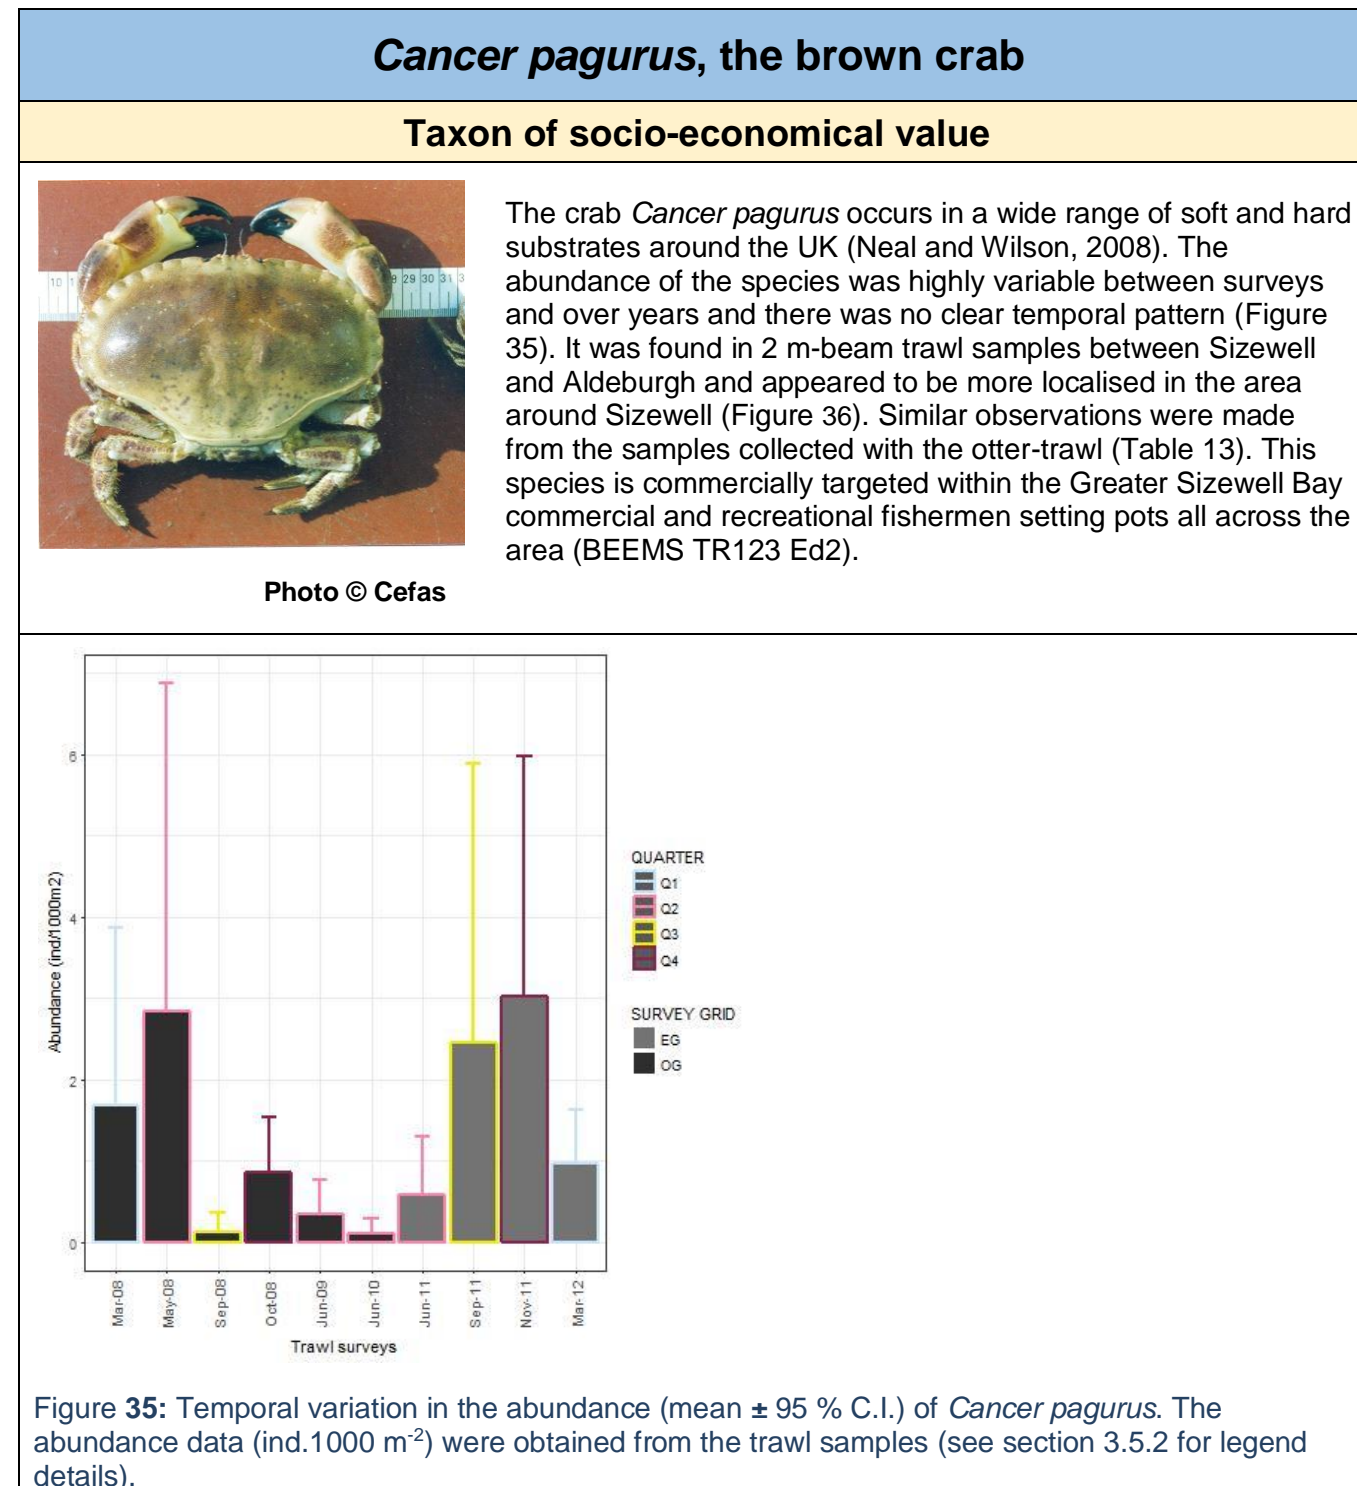 Cancer pagurus, the brown crab
Taxon of socio-economical value
The crab Cancer pagurus occurs in a wide range of soft and hard
substrates around the UK (Neal and Wilson, 2008). The
abundance of the species was highly variable between surveys
and over years and there was no clear temporal pattern (Figure
35). It was found in 2 m-beam trawl samples between Sizewell
and Aldeburgh and appeared to be more localised in the area
around Sizewell (Figure 36). Similar observations were made
from the samples collected with the otter-trawl (Table 13). This
species is commercially targeted within the Greater Sizewell Bay
commercial and recreational fishermen setting pots all across the
area (BEEMS TR123 Ed2).
10
29 30 31
Photo © Cefas
Abundance (ind/1000m2)
6
4
2
0
Mar-08
May-08
Sep-08
Oct-08
Jun-09
Jun-10
Jun-11
Sep-11
Nov-11
Mar-12
Trawl surveys
QUARTER
Q1
Q2
Q3
Q4
SURVEY GRID
EG
OG
Figure 35: Temporal variation in the abundance (mean ± 95 % C.I.) of Cancer pagurus. The
abundance data (ind.1000 m⁻²) were obtained from the trawl samples (see section 3.5.2 for legend
details).